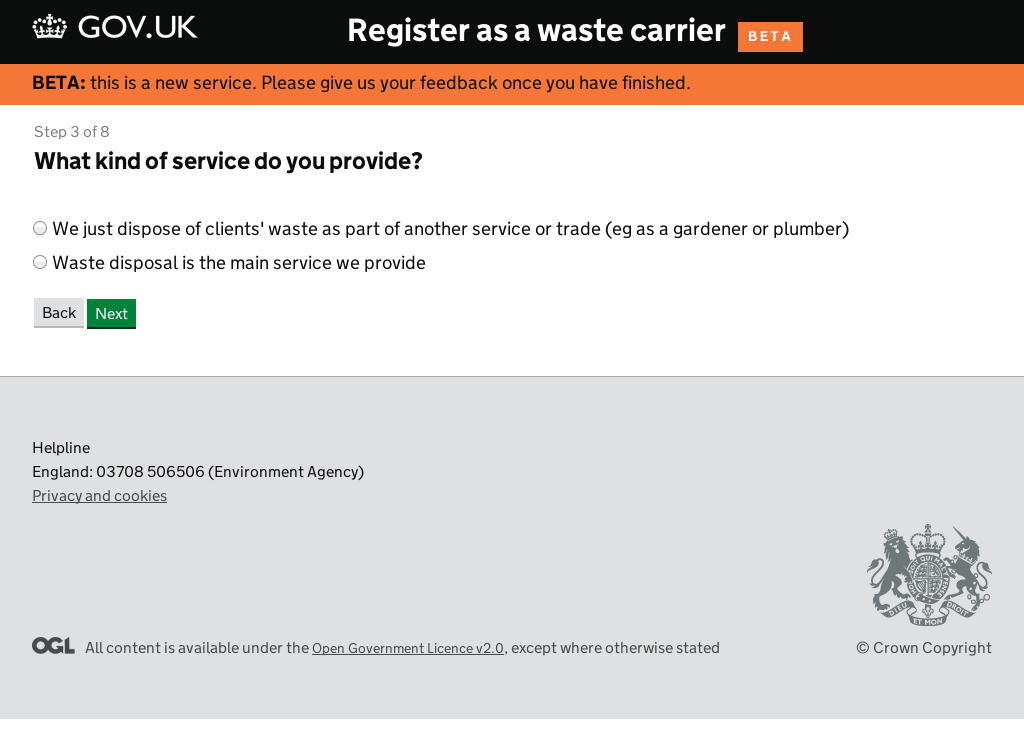 GOV.UK
Register as a waste carrier BETA
BETA: this is a new service. Please give us your feedback once you have finished.
Step 3 of 8
What kind of service do you provide?
We just dispose of clients' waste as part of another service or trade (eg as a gardener or plumber)
Waste disposal is the main service we provide
Back Next
Helpline
England: 03708 506506 (Environment Agency)
Privacy and cookies
DIEU ET MON DROIT
OGL All content is available under the Open Government Licence v2.0, except where otherwise stated
© Crown Copyright